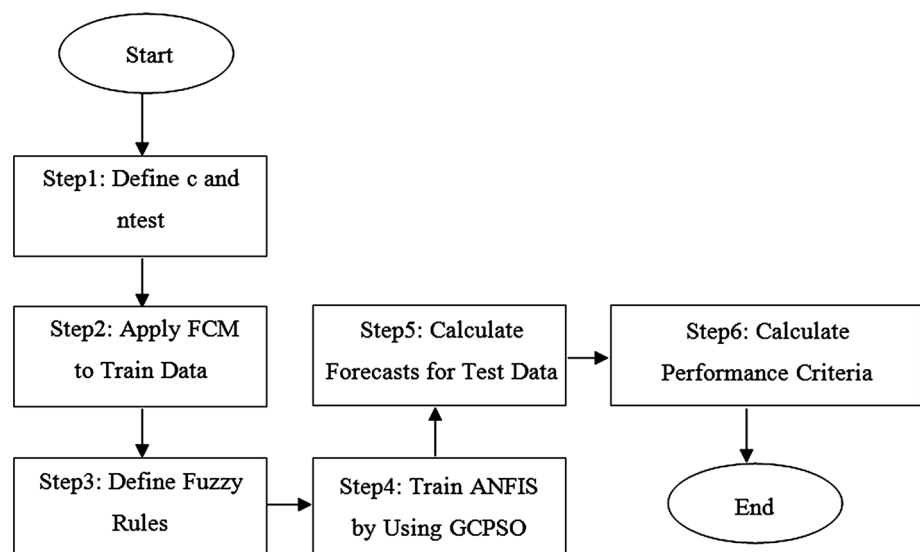 Start
Step1: Define c and
ntest
Step2: Apply FCM
to Train Data
Step3: Define Fuzzy
Rules
Step4: Train ANFIS
by Using GCPSO
Step5: Calculate
Forecasts for Test Data
Step6: Calculate
Performance Criteria
End